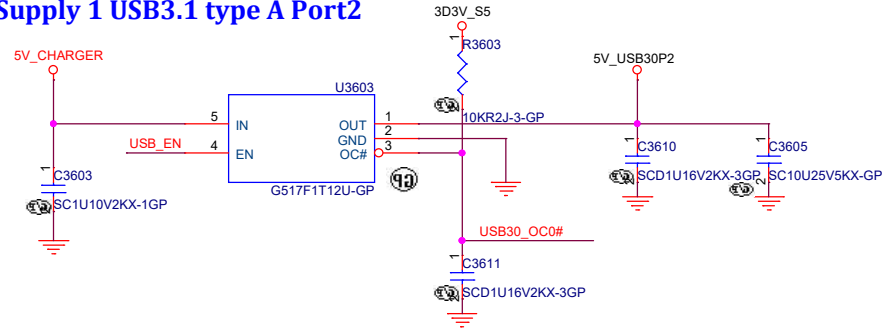 Supply 1 USB3.1 type A Port2
3D3V_S5
5V_CHARGER
1
R3603
5V_USB30P2
U3603
10KR2J-3-GP
5 IN OUT 1
GND 2
USB_EN 4 EN OC# 3
G517F1T12U-GP
GP
1
C3603
SC1U10V2KX-1GP
1
C3610
SCD1U16V2KX-3GP
1
C3605
2
SC10U25V5KX-GP
USB30_OC0#
1
C3611
SCD1U16V2KX-3GP